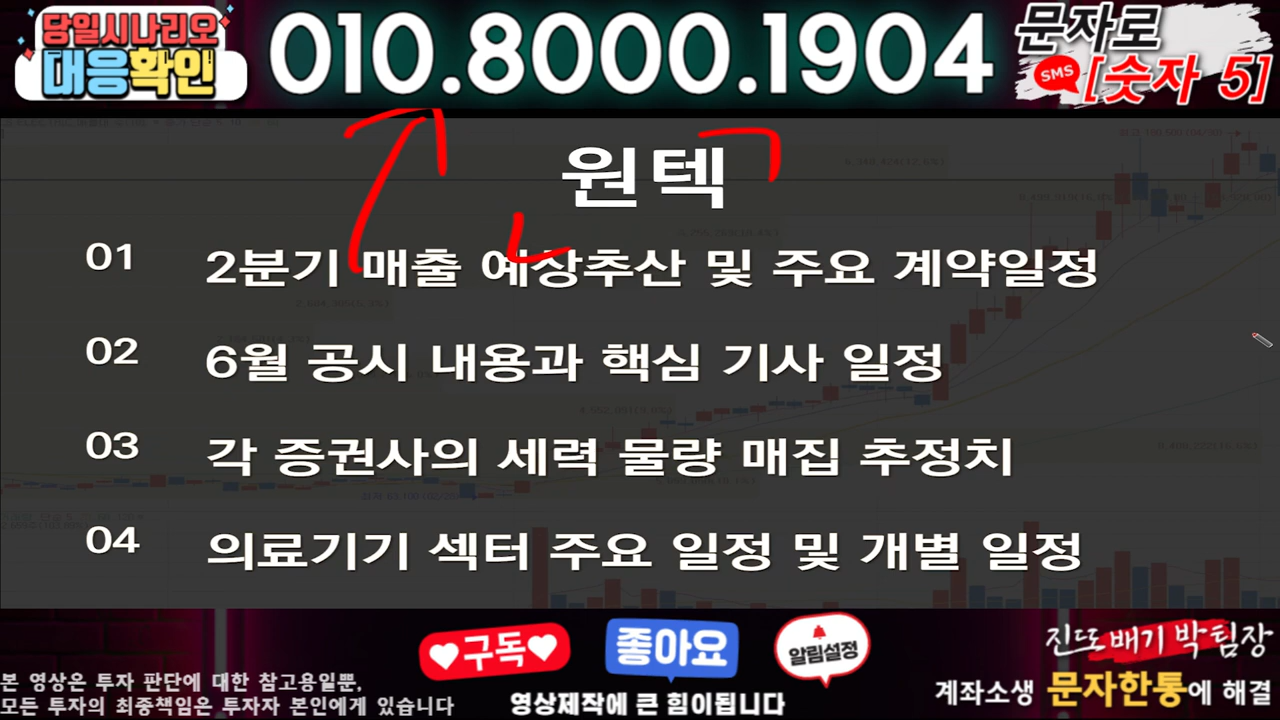 당일시나리오
대응확인
010.8000.1904
문자로
SMS
[숫자 5]
원텍
01 2분기 매출 예상추산 및 주요 계약일정
02 6월 공시 내용과 핵심 기사 일정
03 각 증권사의 세력 물량 매집 추정치
04 의료기기 섹터 주요 일정 및 개별 일정
구독
좋아요
알림설정
진또배기 박팀장
본 영상은 투자 판단에 대한 참고용일뿐,
모든 투자의 최종책임은 투자자 본인에게 있습니다
영상제작에 큰 힘이됩니다
계좌소생 문자한통에 해결